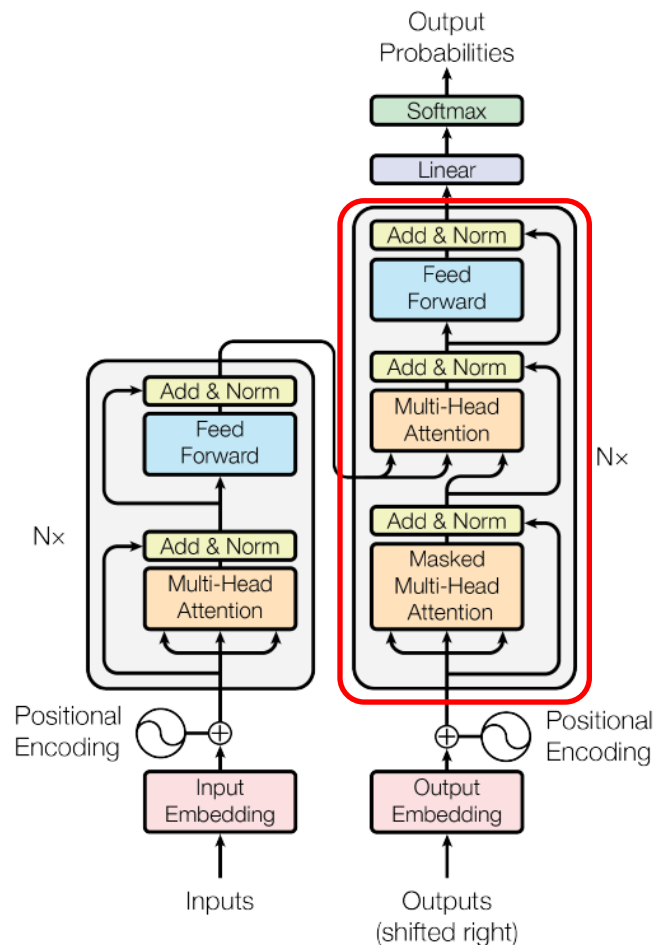 Output
Probabilities
Softmax
Linear
Add & Norm
Feed
Forward
Add & Norm
Multi-Head
Attention
Add & Norm
Masked
Multi-Head
Attention
Nx
Add & Norm
Feed
Forward
Add & Norm
Multi-Head
Attention
Nx
Positional
Encoding
Positional
Encoding
Input
Embedding
Output
Embedding
Inputs
Outputs
(shifted right)